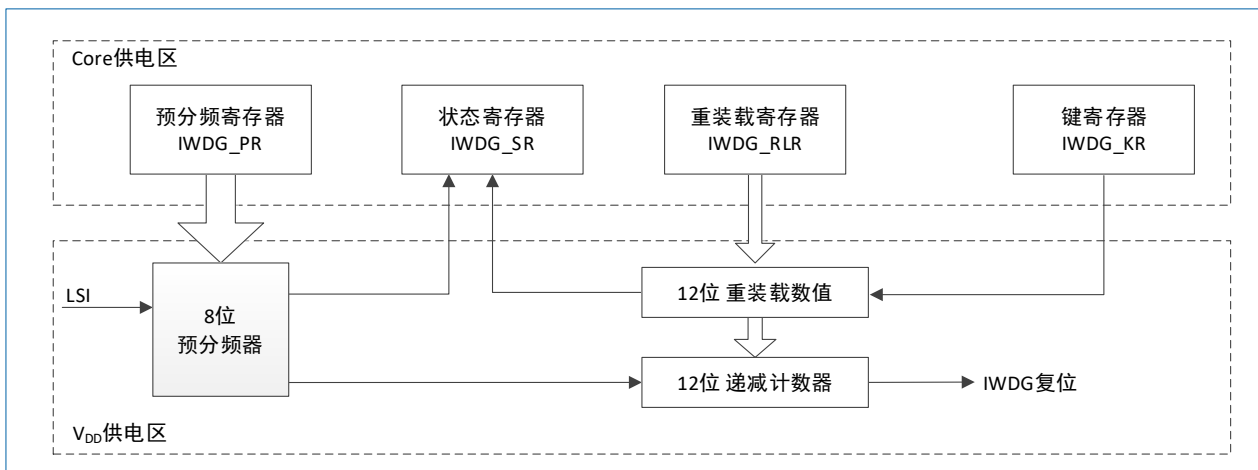 Core供电区
预分频寄存器
IWDG_PR
状态寄存器
IWDG_SR
重装载寄存器
IWDG_RLR
键寄存器
IWDG_KR
LSI
8位
预分频器
12位 重装载数值
12位 递减计数器
IWDG复位
VDD供电区